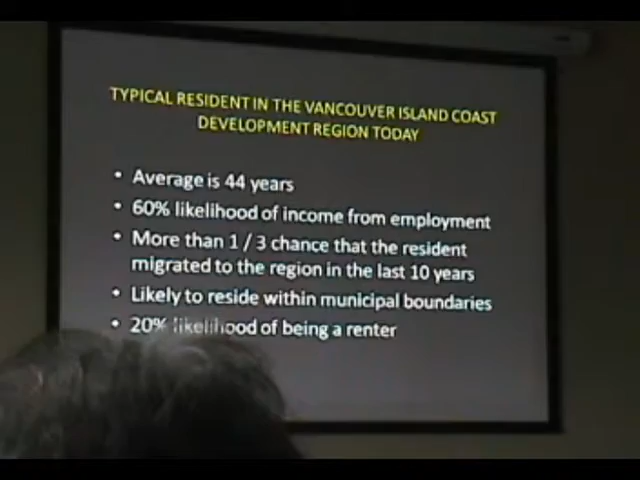 TYPICAL RESIDENT IN THE VANCOUVER ISLAND COAST
DEVELOPMENT REGION TODAY
• Average is 44 years
• 60% likelihood of income from employment
• More than 1 / 3 chance that the resident
migrated to the region in the last 10 years
• Likely to reside within municipal boundaries
• 20% likelihood of being a renter